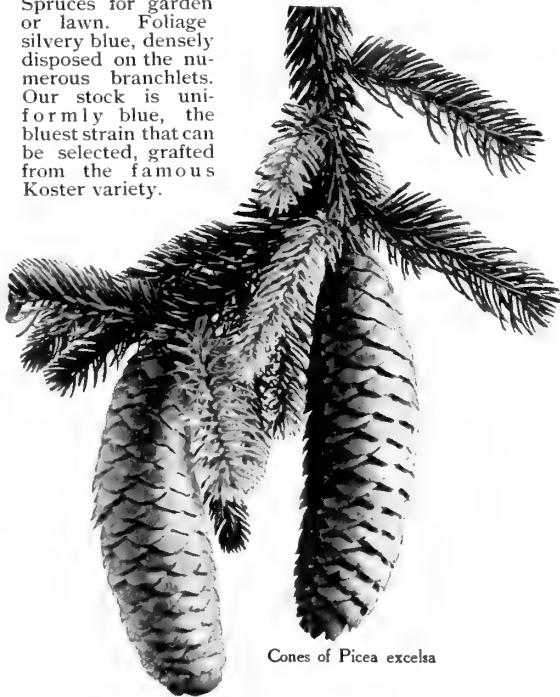 Spruces for garden
or lawn. Foliage
silvery blue, densely
disposed on the nu-
merous branchlets.
Our stock is uni-
formly blue, the
bluest strain that can
be selected, grafted
from the famous
Koster variety.
Cones of Picea excelsa